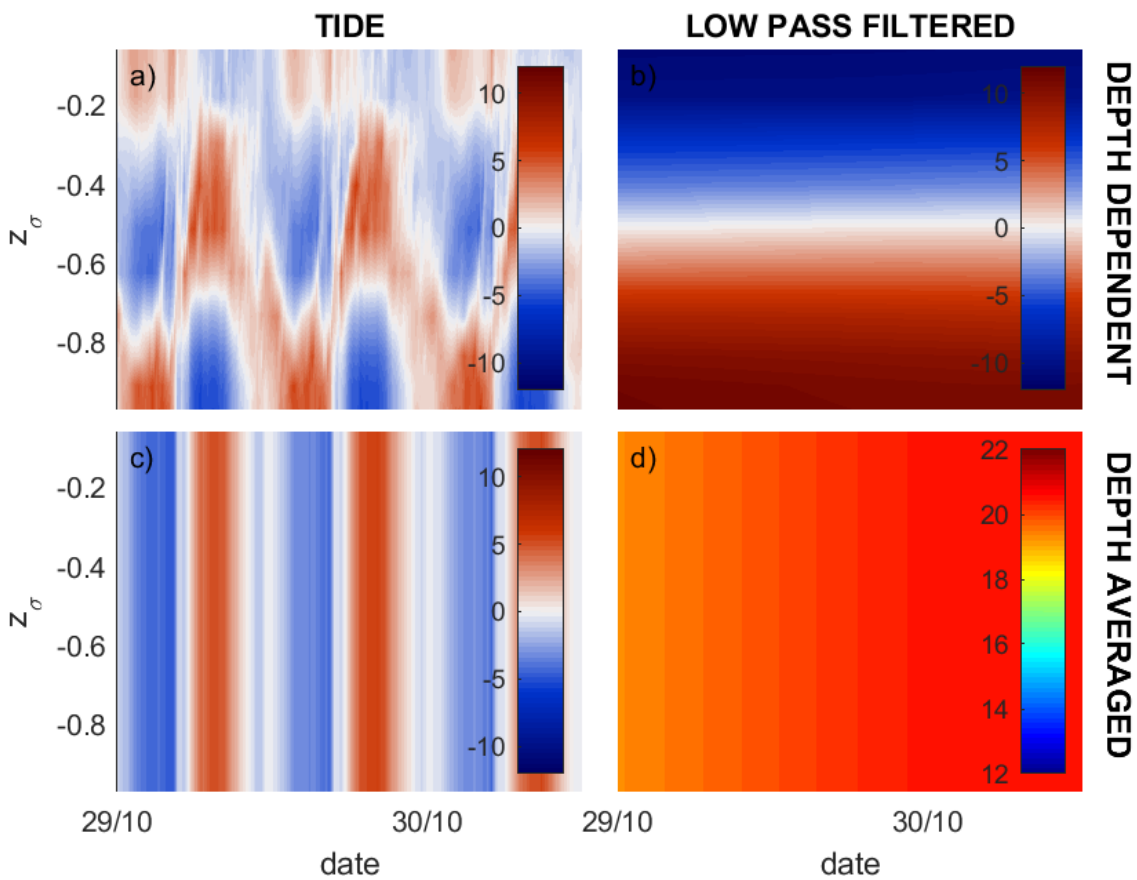 TIDE
LOW PASS FILTERED
a)
10
5
0
-5
-10
-0.2
-0.4
-0.6
-0.8
zσ
b)
10
5
0
-5
-10
DEPTH DEPENDENT
c)
10
5
0
-5
-10
-0.2
-0.4
-0.6
-0.8
zσ
29/10
30/10
date
d)
22
20
18
16
14
12
29/10
30/10
date
DEPTH AVERAGED